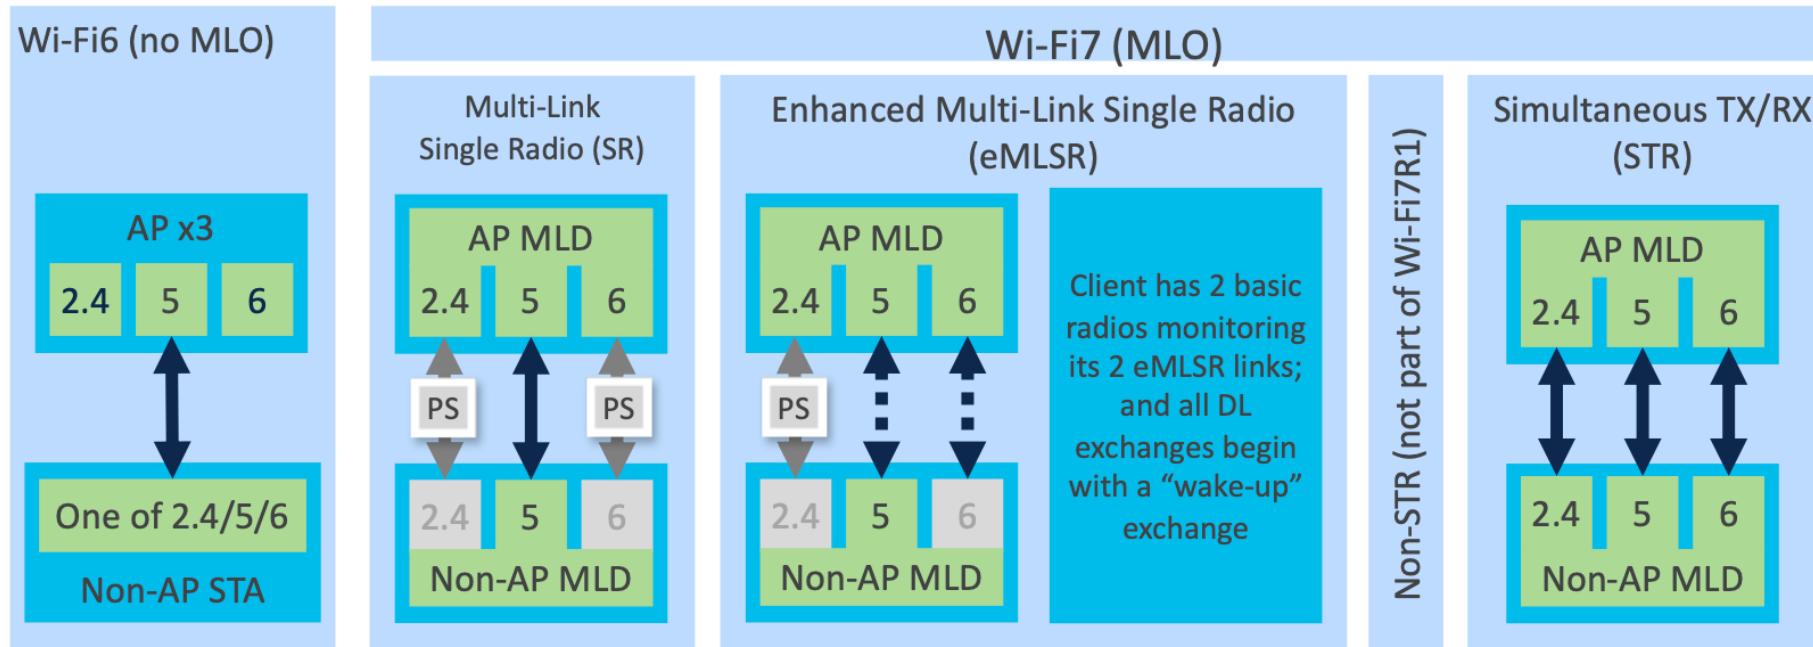 Wi-Fi6 (no MLO)
AP x3
2.4
5
6
One of 2.4/5/6
Non-AP STA
Wi-Fi7 (MLO)
Multi-Link
Single Radio (SR)
AP MLD
2.4
5
6
PS
PS
2.4
5
6
Non-AP MLD
Enhanced Multi-Link Single Radio
(eMLSR)
AP MLD
2.4
5
6
PS
2.4
5
6
Non-AP MLD
Client has 2 basic
radios monitoring
its 2 eMLSR links;
and all DL
exchanges begin
with a “wake-up”
exchange
Non-STR (not part of Wi-Fi7R1)
Simultaneous TX/RX
(STR)
AP MLD
2.4
5
6
2.4
5
6
Non-AP MLD